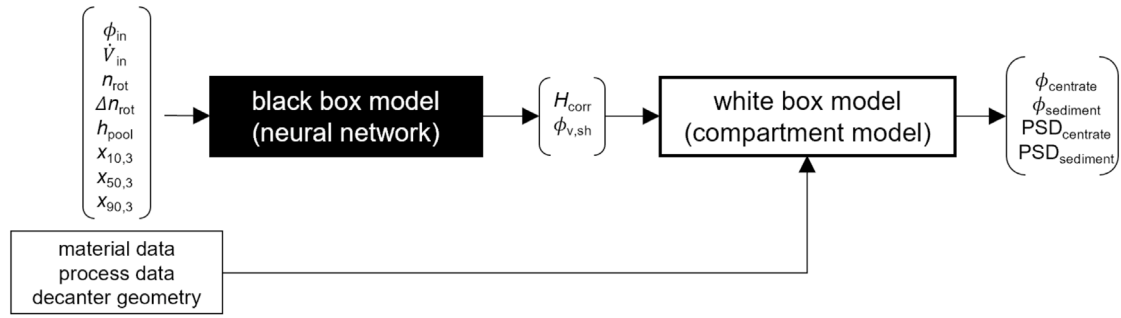 ϕin
V̇in
nrot
Δnrot
hpool
x10,3
x50,3
x90,3
black box model
(neural network)
Hcorr
ϕv,sh
white box model
(compartment model)
ϕcentrate
ϕsediment
PSDcentrate
PSDsediment
material data
process data
decanter geometry